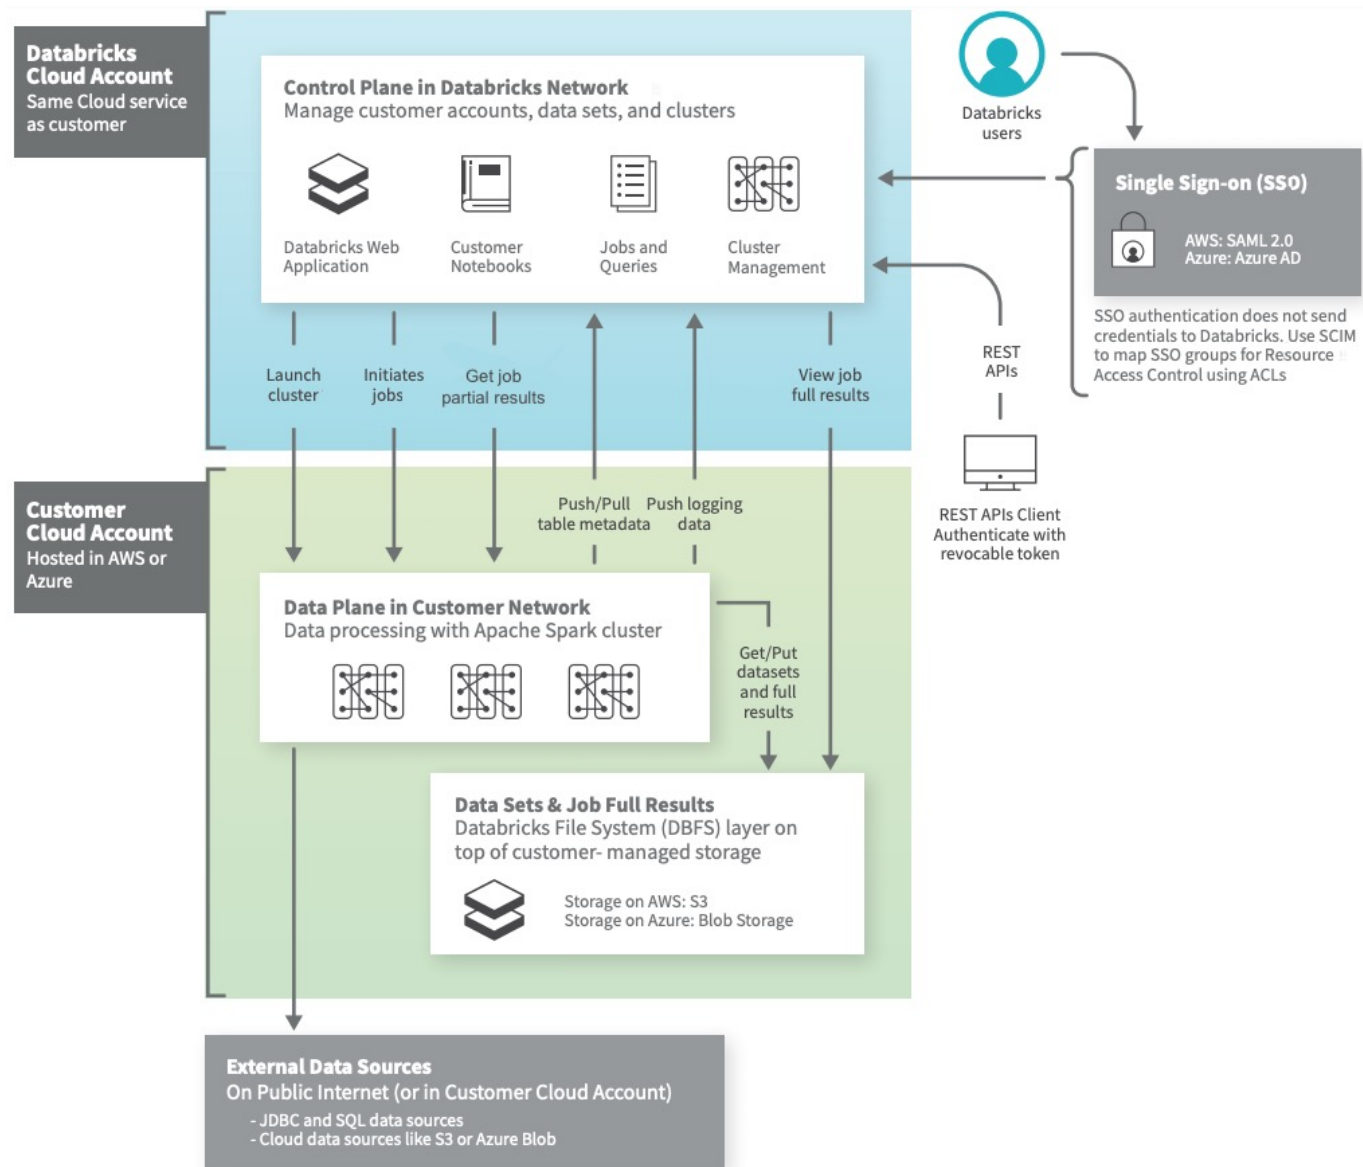 Databricks
Cloud Account
Same Cloud service
as customer
Control Plane in Databricks Network
Manage customer accounts, data sets, and clusters
Databricks Web
Application
Customer
Notebooks
Jobs and
Queries
Cluster
Management
Databricks
users
Single Sign-on (SSO)
AWS: SAML 2.0
Azure: Azure AD
SSO authentication does not send
credentials to Databricks. Use SCIM
to map SSO groups for Resource
Access Control using ACLs
Launch
cluster
Initiates
jobs
Get job
partial results
View job
full results
REST
APIs
REST APIs Client
Authenticate with
revocable token
Customer
Cloud Account
Hosted in AWS or
Azure
Push/Pull
table metadata
Push logging
data
Data Plane in Customer Network
Data processing with Apache Spark cluster
Get/Put
datasets
and full
results
Data Sets & Job Full Results
Databricks File System (DBFS) layer on
top of customer- managed storage
Storage on AWS: S3
Storage on Azure: Blob Storage
External Data Sources
On Public Internet (or in Customer Cloud Account)
- JDBC and SQL data sources
- Cloud data sources like S3 or Azure Blob